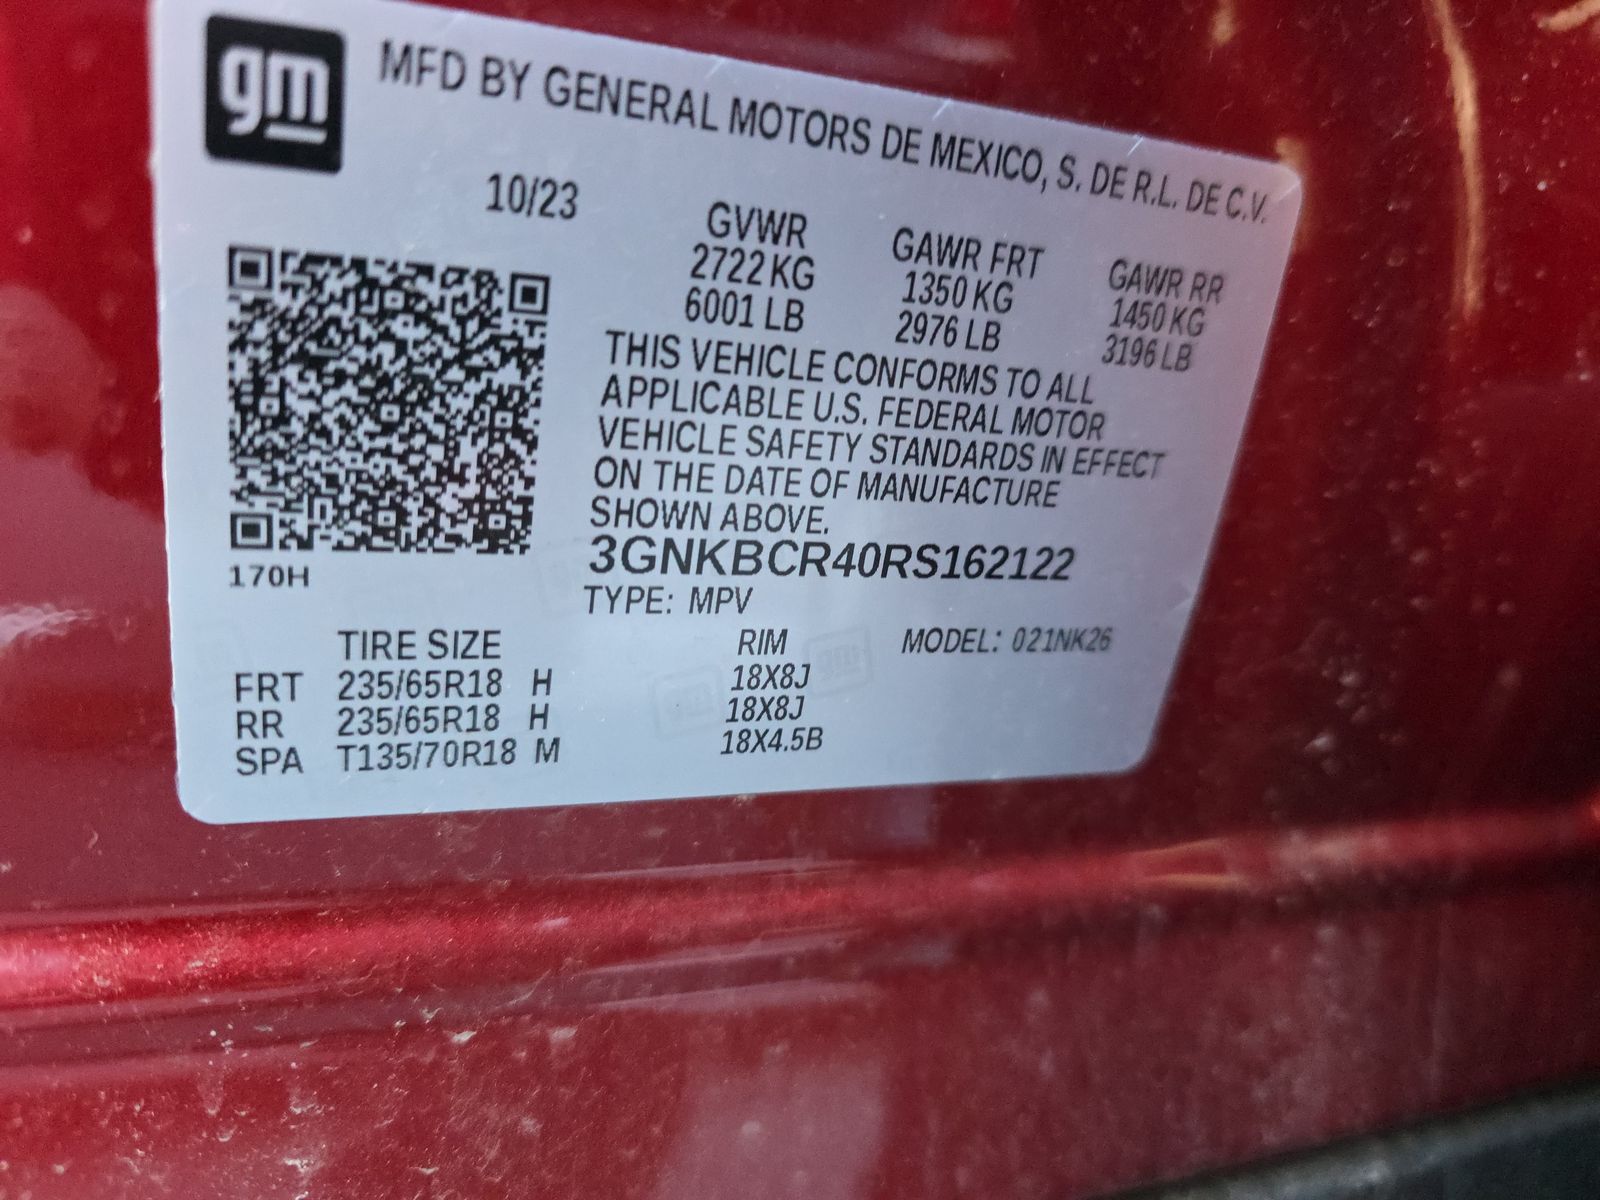 gm
MFD BY GENERAL MOTORS DE MEXICO, S. DE R.L. DE C.V.
10/23
GVWR GAWR FRT GAWR RR
2722 KG 1350 KG 1450 KG
6001 LB 2976 LB 3196 LB
THIS VEHICLE CONFORMS TO ALL
APPLICABLE U.S. FEDERAL MOTOR
VEHICLE SAFETY STANDARDS IN EFFECT
ON THE DATE OF MANUFACTURE
SHOWN ABOVE.
170H
3GNKBCR40RS162122
TYPE: MPV
TIRE SIZE RIM MODEL: 021NK26
FRT 235/65R18 H 18X8J
RR 235/65R18 H 18X8J
SPA T135/70R18 M 18X4.5B